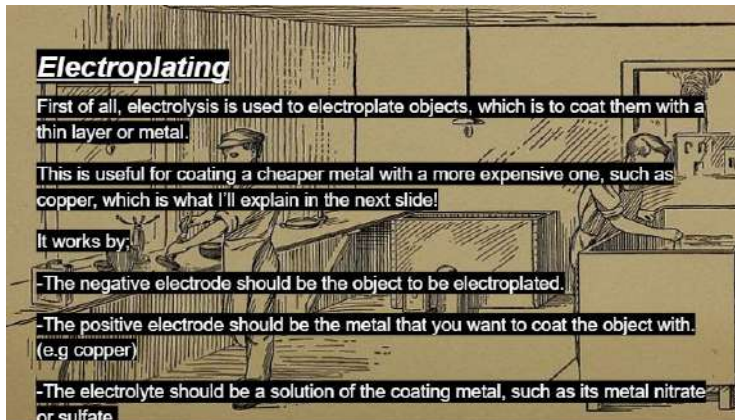 Electroplating
First of all, electrolysis is used to electroplate objects, which is to coat them with a
thin layer or metal.
This is useful for coating a cheaper metal with a more expensive one, such as
copper, which is what I'll explain in the next slide!
It works by;
-The negative electrode should be the object to be electroplated.
-The positive electrode should be the metal that you want to coat the object with.
(e.g copper)
-The electrolyte should be a solution of the coating metal, such as its metal nitrate
or sulfate.